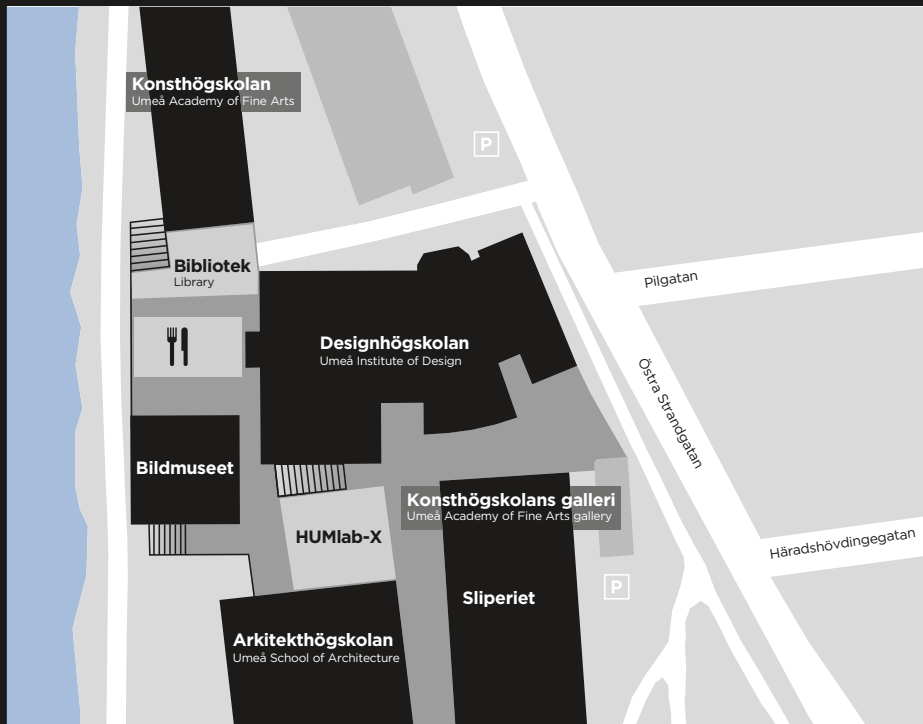 Konsthögskolan
Umeå Academy of Fine Arts
P
Bibliotek
Library
Pilgatan
Designhögskolan
Umeå Institute of Design
Östra Strandgatan
Bildmuseet
Konsthögskolans galleri
Umeå Academy of Fine Arts gallery
HUMlab-X
Häradshövdingegatan
P
Sliperiet
Arkitekthögskolan
Umeå School of Architecture